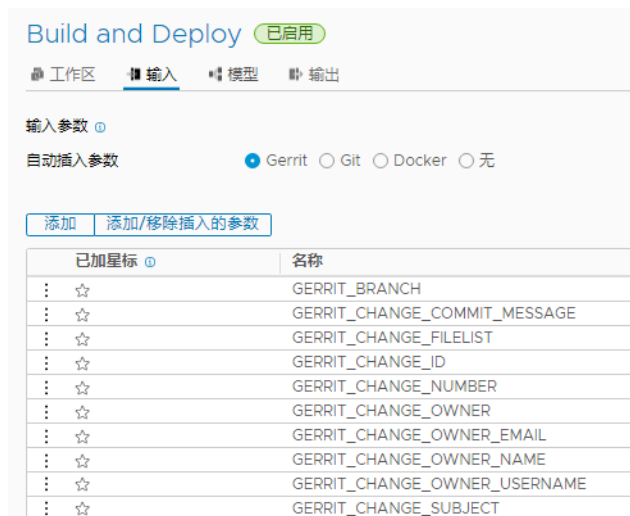 Build and Deploy 已启用
工作区 输入 模型 输出
输入参数
自动插入参数 Gerrit Git Docker 无
添加 添加/移除插入的参数
已加星标 名称
GERRIT_BRANCH
GERRIT_CHANGE_COMMIT_MESSAGE
GERRIT_CHANGE_FILELIST
GERRIT_CHANGE_ID
GERRIT_CHANGE_NUMBER
GERRIT_CHANGE_OWNER
GERRIT_CHANGE_OWNER_EMAIL
GERRIT_CHANGE_OWNER_NAME
GERRIT_CHANGE_OWNER_USERNAME
GERRIT_CHANGE_SUBJECT